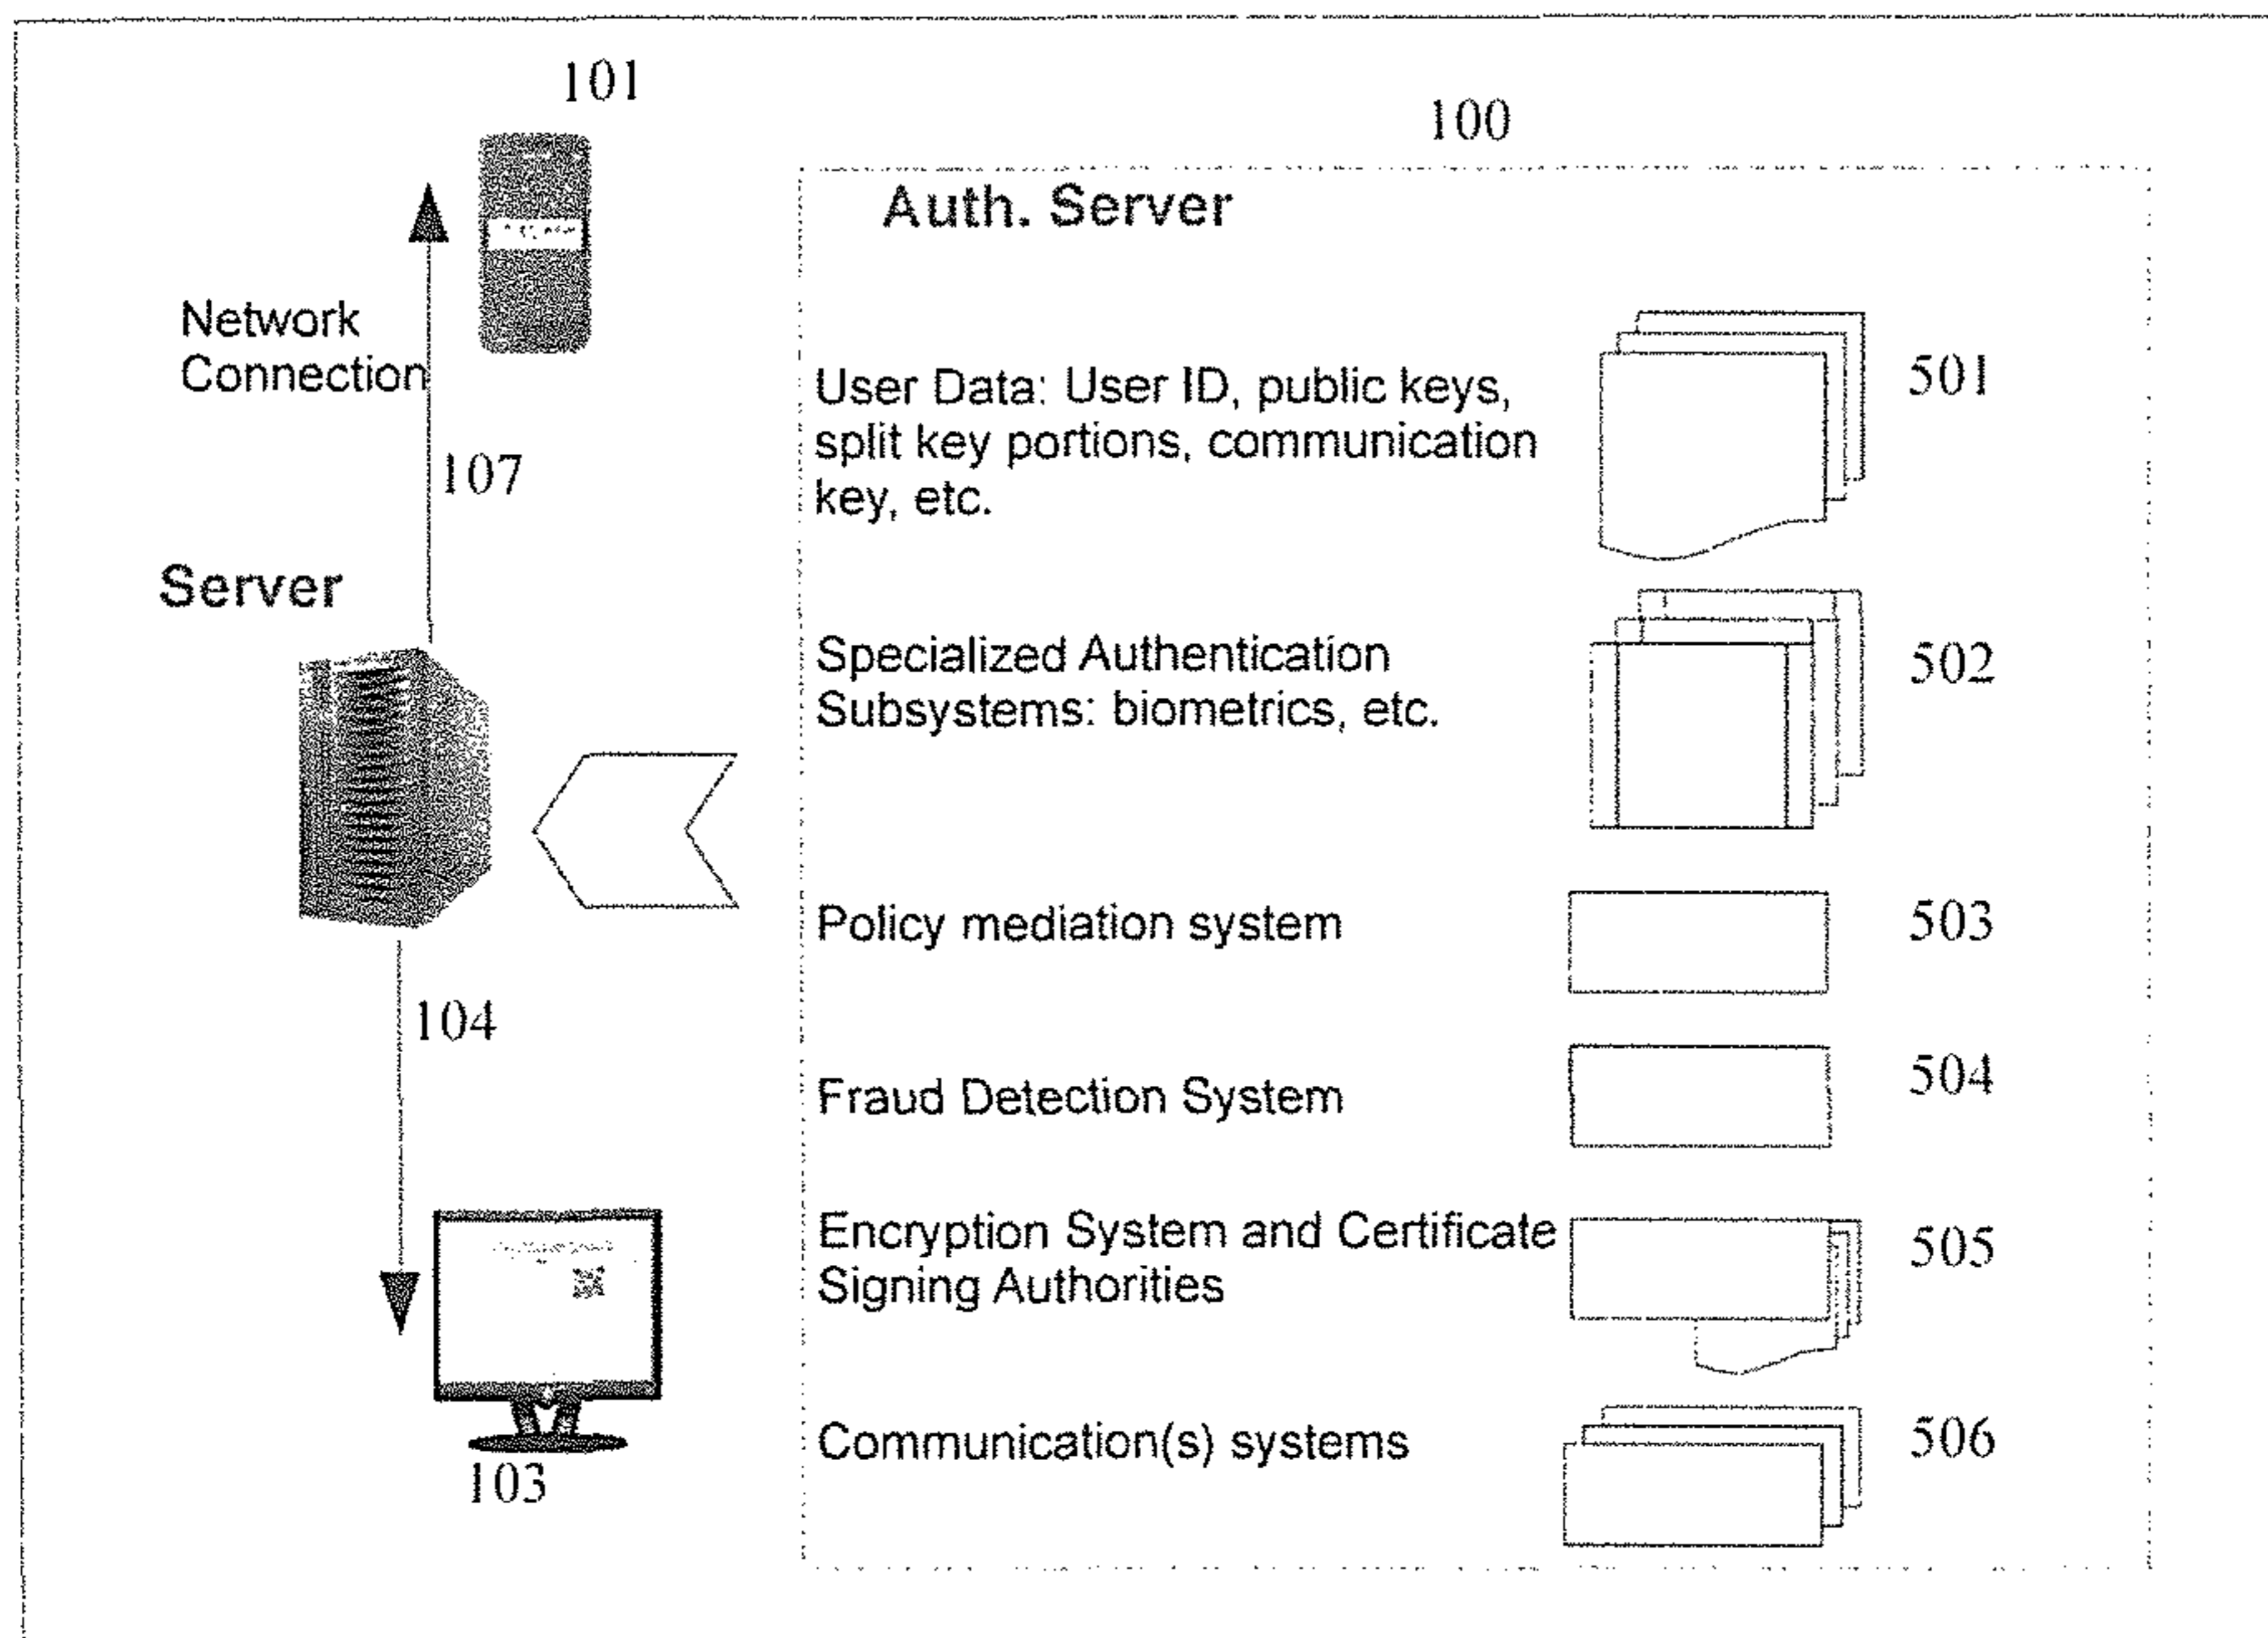 101
100
Auth. Server
Network
Connection
107
User Data: User ID, public keys,
split key portions, communication
key, etc.
501
Server
Specialized Authentication
Subsystems: biometrics, etc.
502
Policy mediation system
503
104
Fraud Detection System
504
Encryption System and Certificate
Signing Authorities
505
Communication(s) systems
506
103